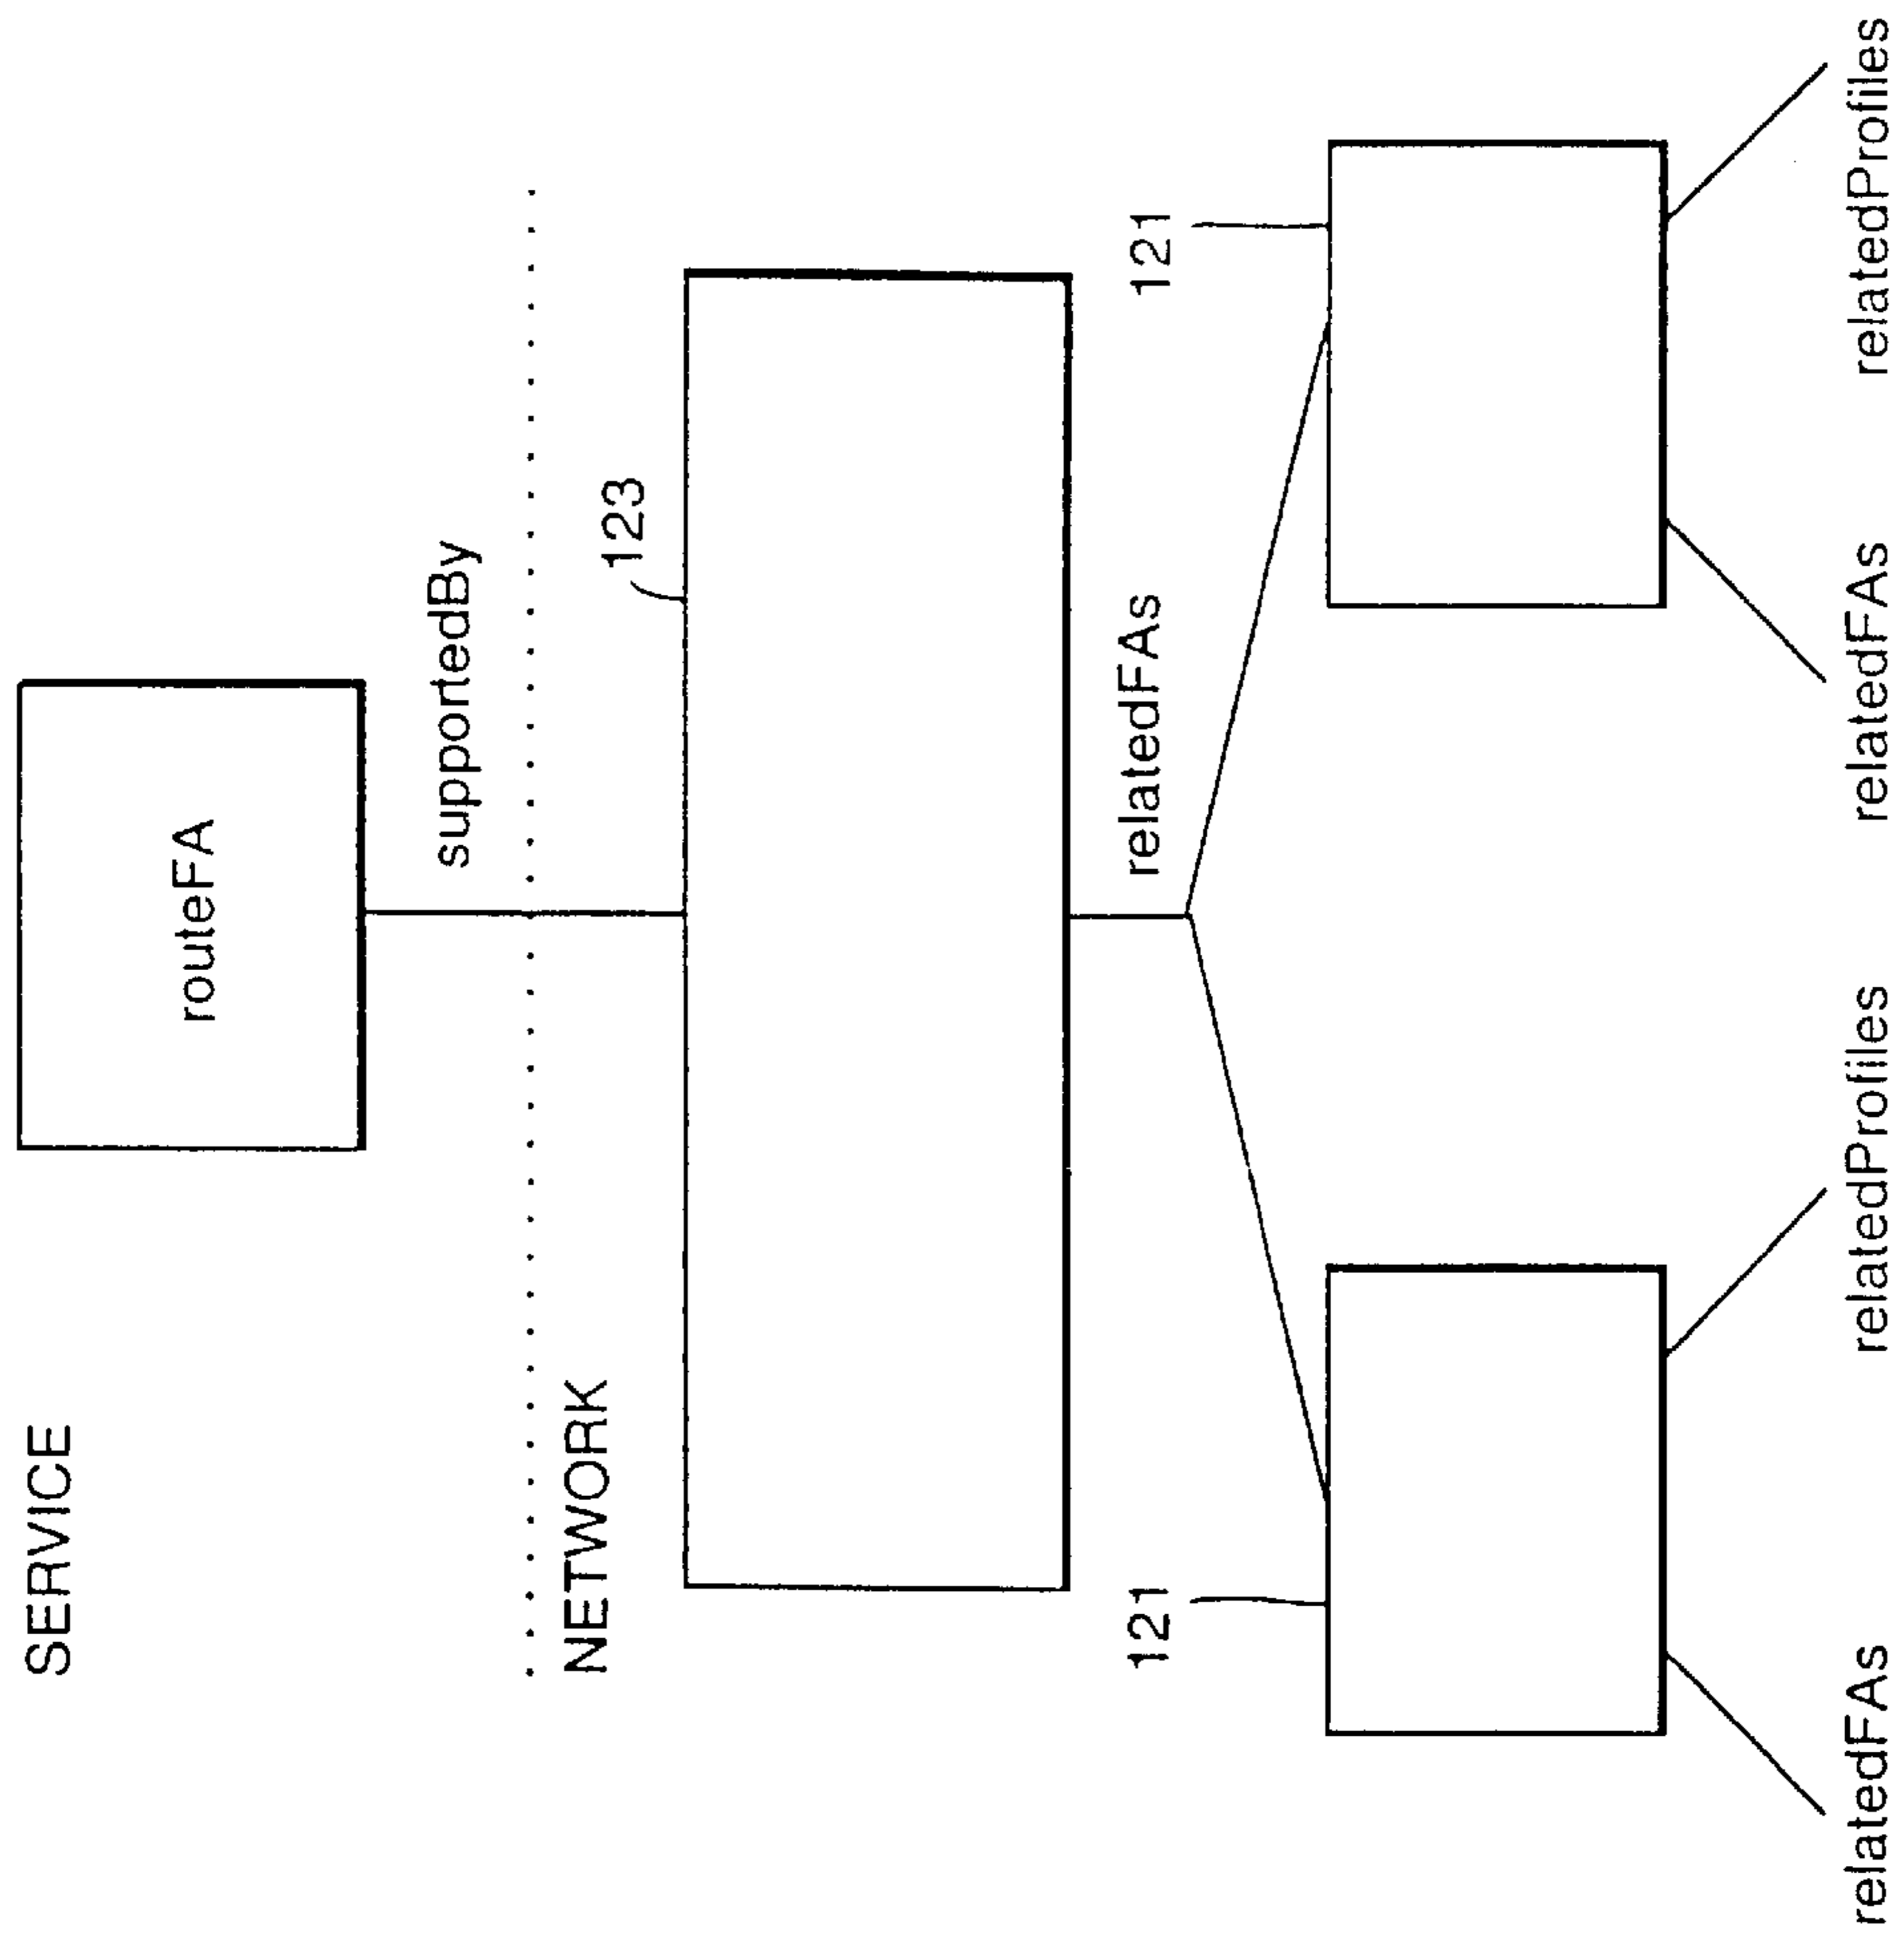 SERVICE
routeFA
supportedBy
NETWORK
123
relatedFAs
121
121
relatedFAs
relatedProfiles
relatedFAs
relatedProfiles